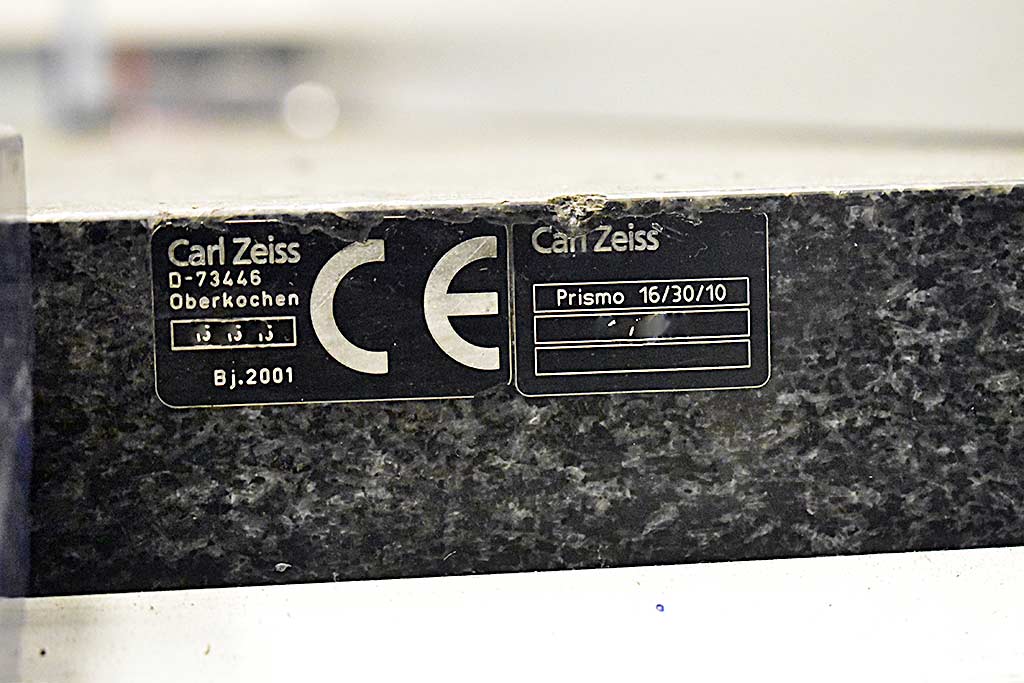 Carl Zeiss
D-73446
Oberkochen
Bj.2001
CE
Carl Zeiss
Prismo 16/30/10